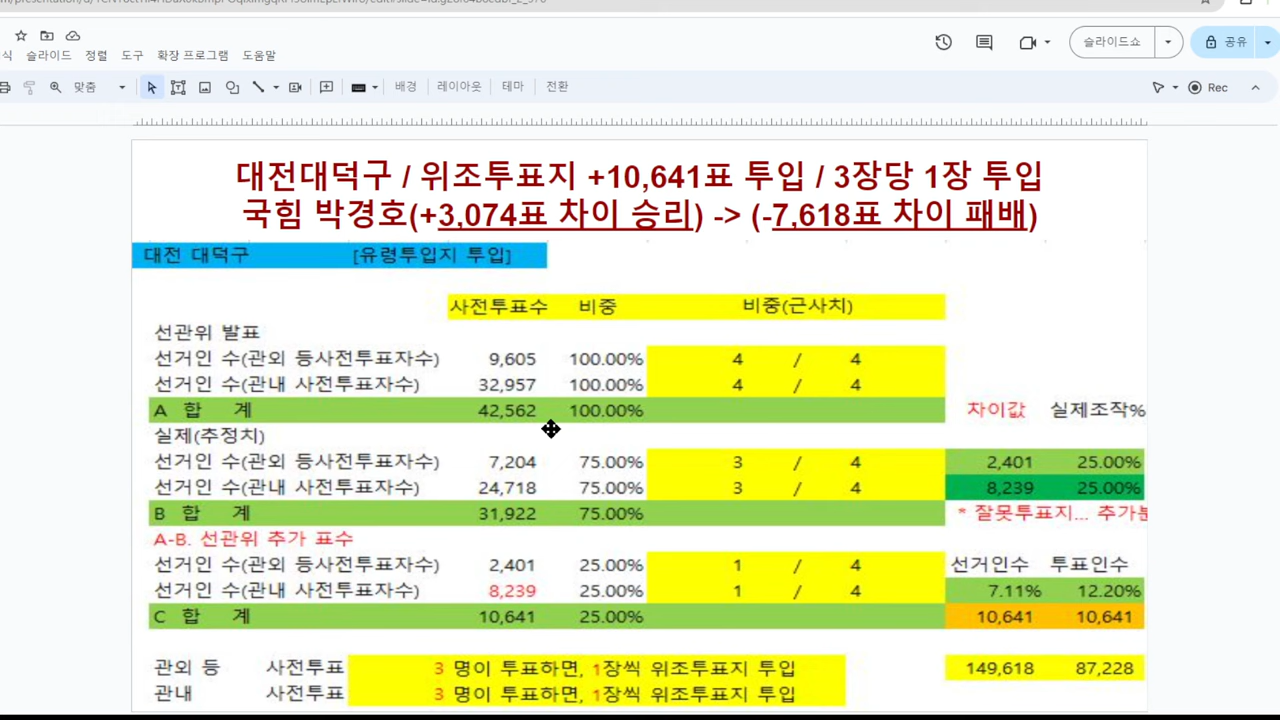 식 슬라이드 정렬 도구 확장 프로그램 도움말
슬라이드쇼 공유
맞춤 배경 레이아웃 테마 전환 Rec
대전대덕구 / 위조투표지 +10,641표 투입 / 3장당 1장 투입
국힘 박경호(+3,074표 차이 승리) -> (-7,618표 차이 패배)
대전 대덕구 [유령투입지 투입]
사전투표수 비중 비중(근사치)
선관위 발표
선거인 수(관외 등사전투표자수) 9,605 100.00% 4 / 4
선거인 수(관내 사전투표자수) 32,957 100.00% 4 / 4
A 합 계 42,562 100.00% 차이값 실제조작%
실제(추정치)
선거인 수(관외 등사전투표자수) 7,204 75.00% 3 / 4 2,401 25.00%
선거인 수(관내 사전투표자수) 24,718 75.00% 3 / 4 8,239 25.00%
B 합 계 31,922 75.00% * 잘못투표지... 추가
A-B. 선관위 추가 표수
선거인 수(관외 등사전투표자수) 2,401 25.00% 1 / 4 선거인수 투표인수
선거인 수(관내 사전투표자수) 8,239 25.00% 1 / 4 7.11% 12.20%
C 합 계 10,641 25.00% 10,641 10,641
관외 등 사전투표 3 명이 투표하면, 1장씩 위조투표지 투입 149,618 87,228
관내 사전투표 3 명이 투표하면, 1장씩 위조투표지 투입